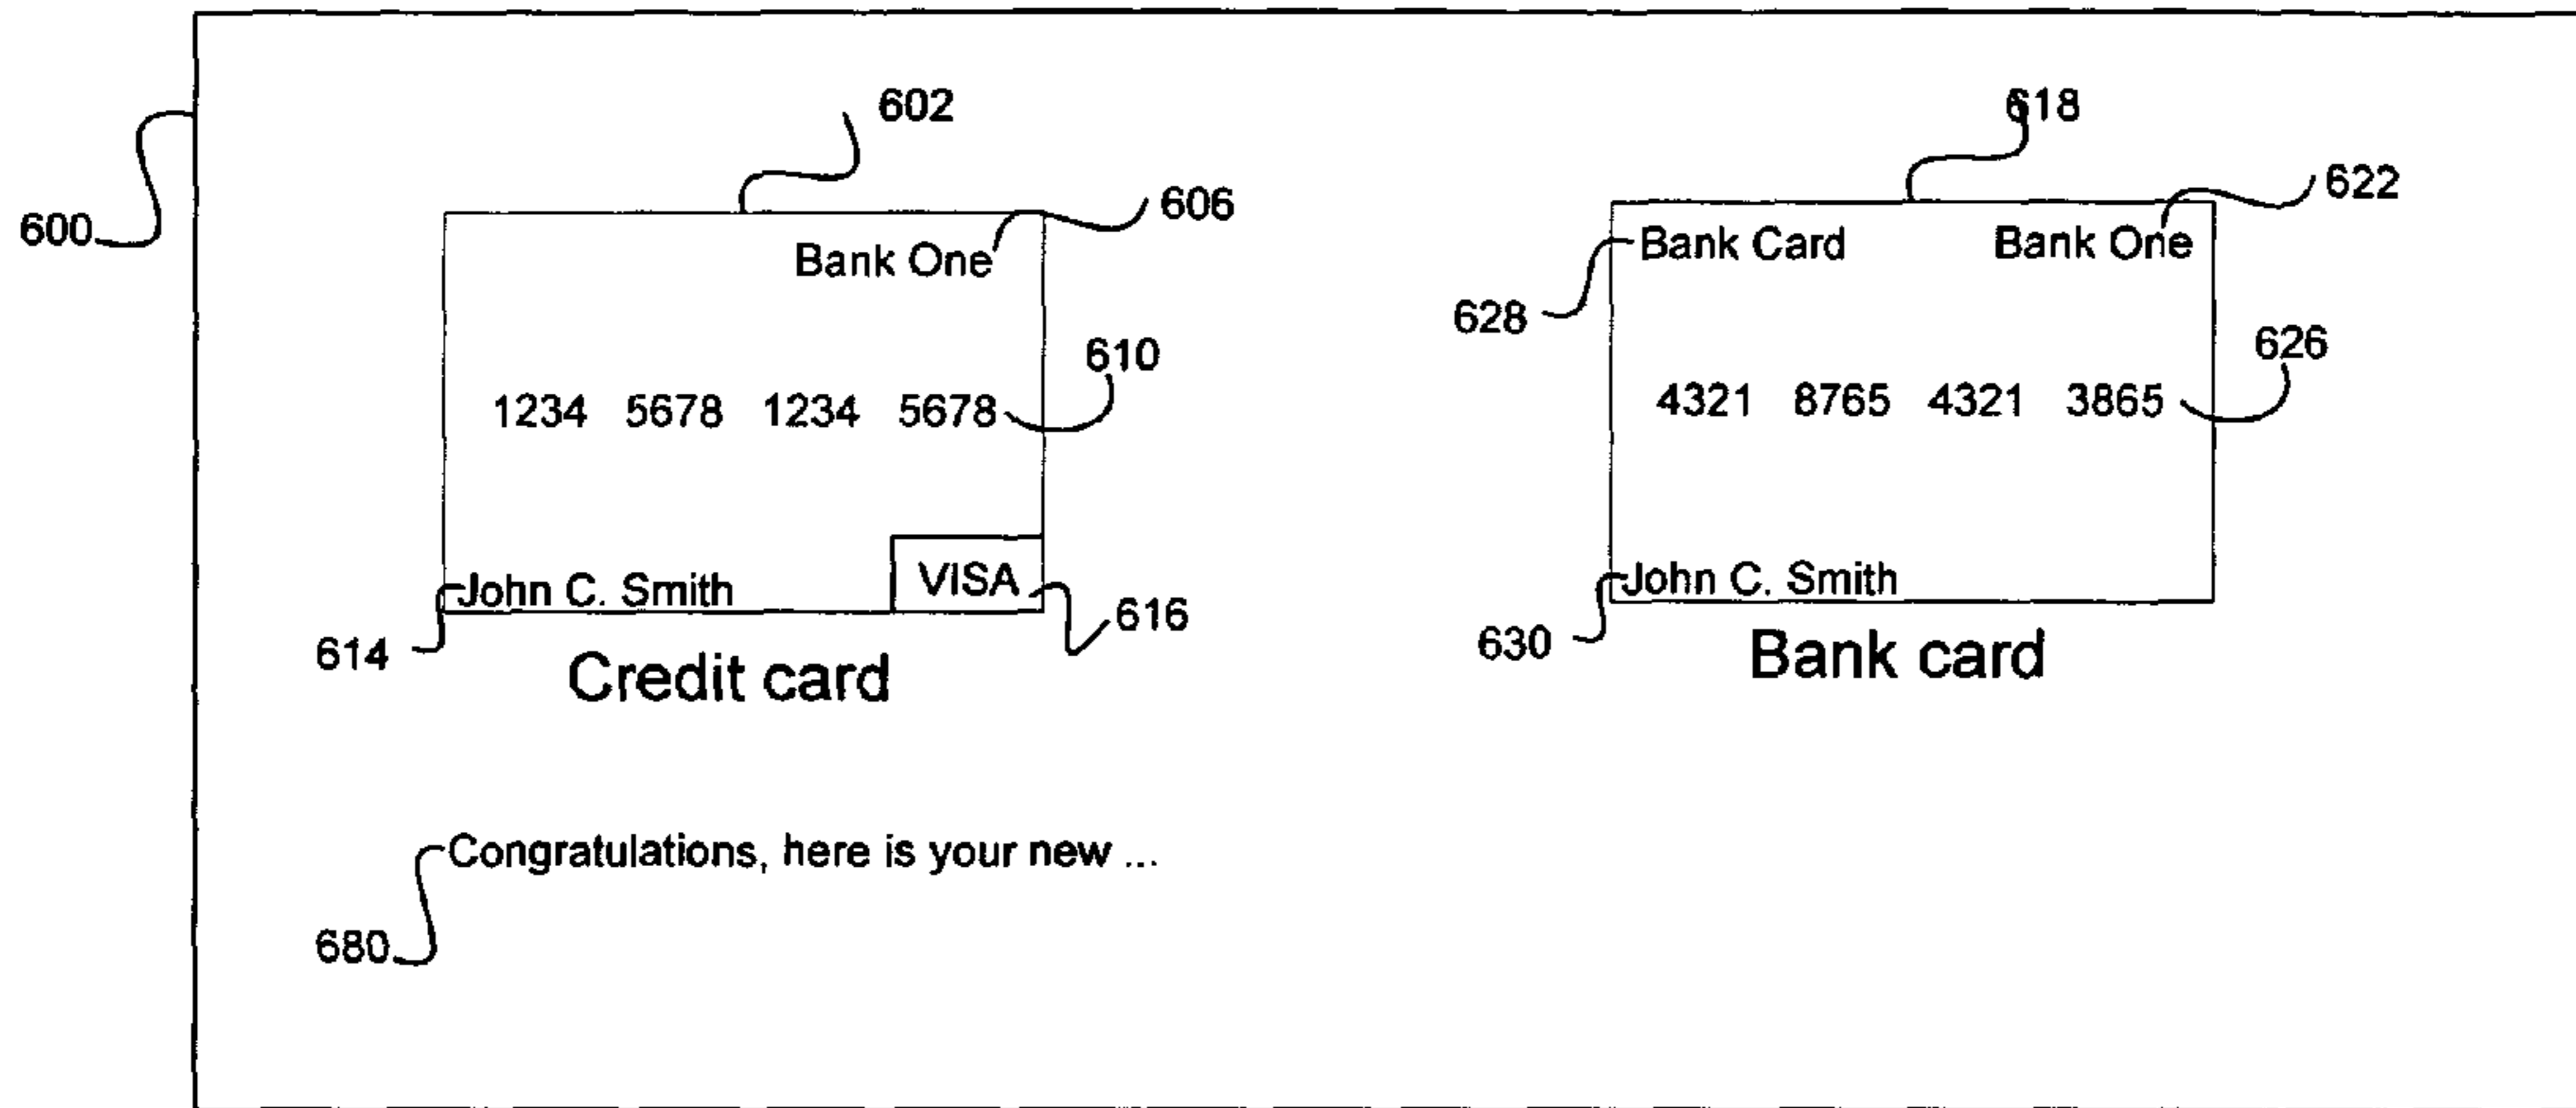 602
618
606
622
600
Bank One
Bank Card
Bank One
628
610
626
1234 5678 1234 5678
4321 8765 4321 3865
VISA
John C. Smith
John C. Smith
616
614
630
Credit card
Bank card
Congratulations, here is your new ...
680